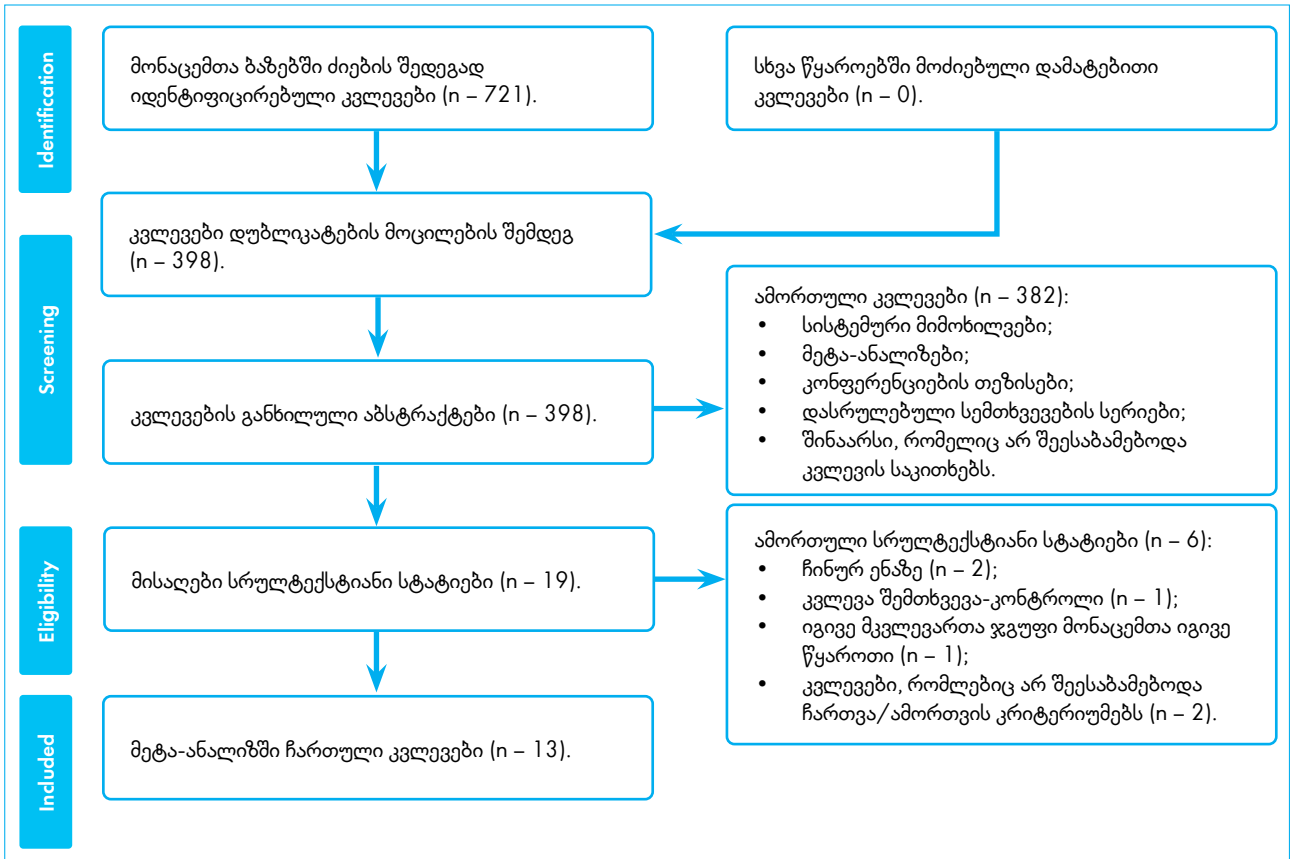 Identification
მონაცემთა ბაზებში ძიების შედეგად
იდენტიფიცირებული კვლევები (n – 721).
სხვა წყაროებში მოძიებული დამატებითი
კვლევები (n – 0).
Screening
კვლევები დუბლიკატების მოცილების შემდეგ
(n – 398).
კვლევების განხილული აბსტრაქტები (n – 398).
ამორთული კვლევები (n – 382):
• სისტემური მიმოხილვები;
• მეტა-ანალიზები;
• კონფერენციების თეზისები;
• დასრულებული სემთხვევების სერიები;
• შინაარსი, რომელიც არ შეესაბამებოდა
კვლევის საკითხებს.
Eligibility
მისაღები სრულტექსტიანი სტატიები (n – 19).
ამორთული სრულტექსტიანი სტატიები (n – 6):
• ჩინურ ენაზე (n – 2);
• კვლევა შემთხვევა-კონტროლი (n – 1);
• იგივე მკვლევართა ჯგუფი მონაცემთა იგივე
წყაროთი (n – 1);
• კვლევები, რომლებიც არ შეესაბამებოდა
ჩართვა/ამორთვის კრიტერიუმებს (n – 2).
Included
მეტა-ანალიზში ჩართული კვლევები (n – 13).